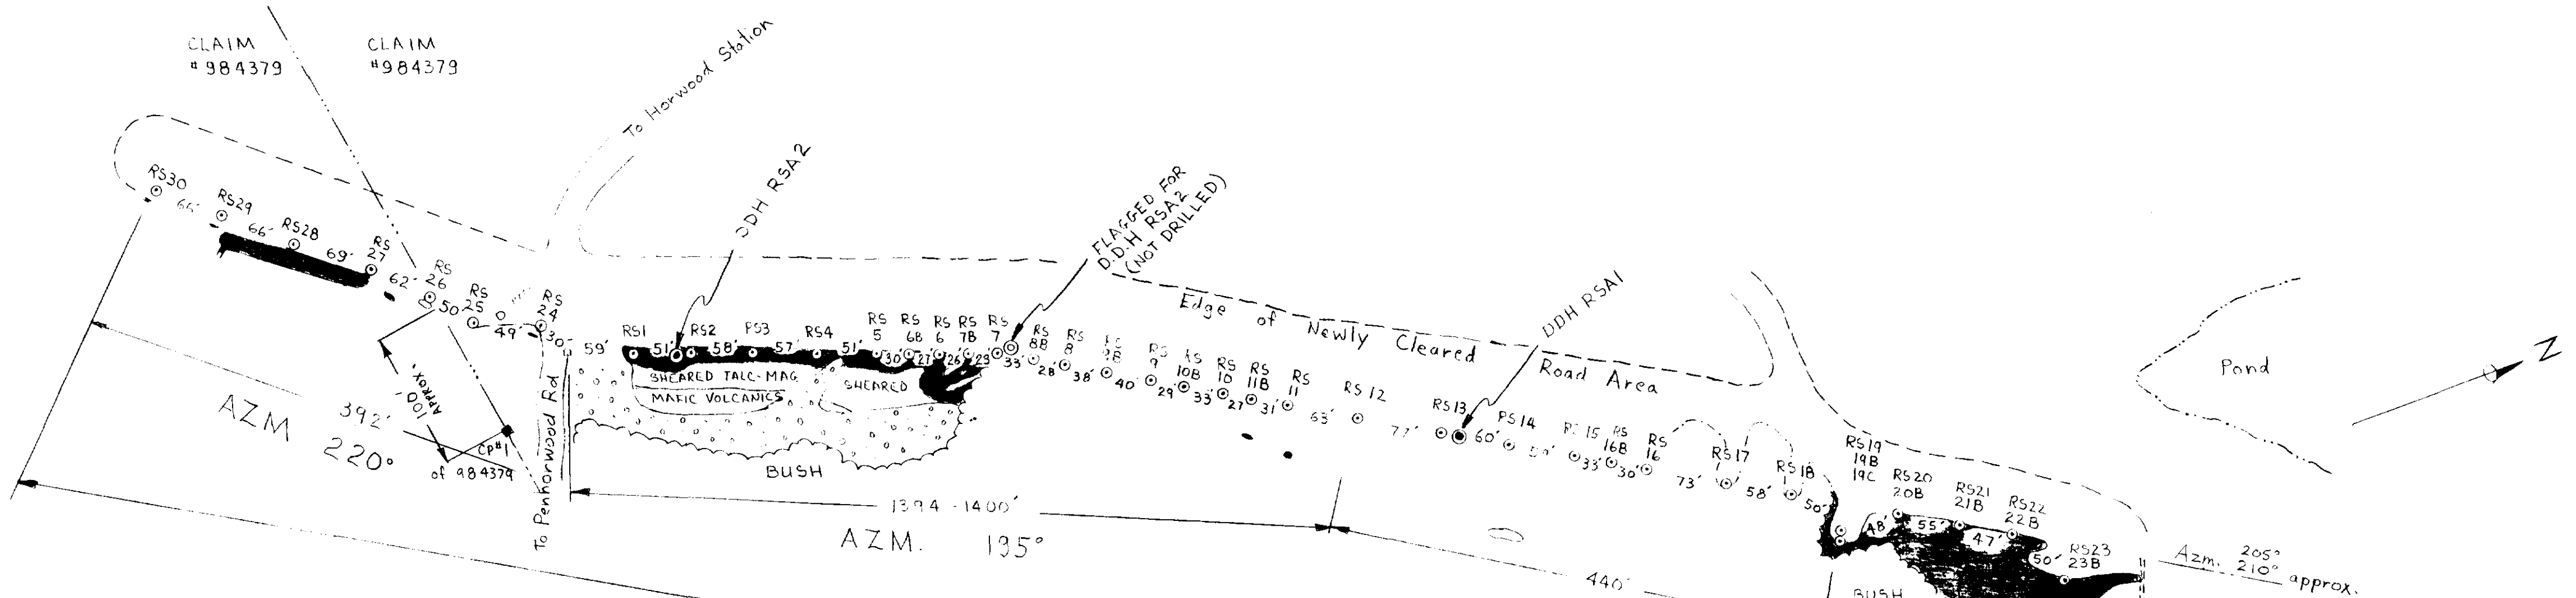 CLAIM
# 984379
CLAIM
# 984379
To Horwood Station
DDH RSA2
FLAGGED FOR
D.D.H RSA2
(NOT DRILLED)
DDH RSA1
Edge of Newly Cleared Road Area
Pond
N
RS30
RS29
66'
RS28
69'
RS
27
62'
RS
26
50'
RS
25
49'
RS
24
30'
59'
RS1
51'
RS2
58'
57'
RS4
51'
RS
5
30'
RS
6B
27'
RS
6
26'
RS
7B
23'
RS
7
33'
RS
8B
28'
RS
8
38'
40'
9
29'
10B
33'
RS
10
27'
RS
11B
31'
RS
11
63'
RS 12
77'
RS13
60'
RS14
15
33'
RS
16B
30'
RS
16
73'
RS17
58'
RS18
50'
RS19
19B
19C
48'
RS20
20B
55'
RS21
21B
47'
RS22
22B
50'
RS23
23B
SHEARED TALC-MAG
MAFIC VOLCANICS
SHEARED
BUSH
100'
APPROX.
CP#1
of 984379
To Penhorwood Rd
392'
AZM 220°
1394 - 1400'
AZM. 195°
440'
BUSH
Azm. 205°
210° approx.